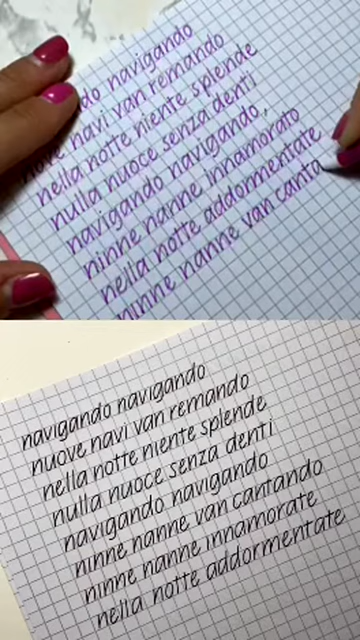 do navigando
navi van remando
nella notte niente splende
nulla nuoce senza denti
navigando navigando,
ninne nanne innamorato
nella notte addormentate
ninne nanne van canta
navigando navigando
nuove navi van remando
nella notte niente splende
nulla nuoce senza denti
navigando navigando
ninne nanne van cantando
ninne nanne innamorate
nella notte addormentate